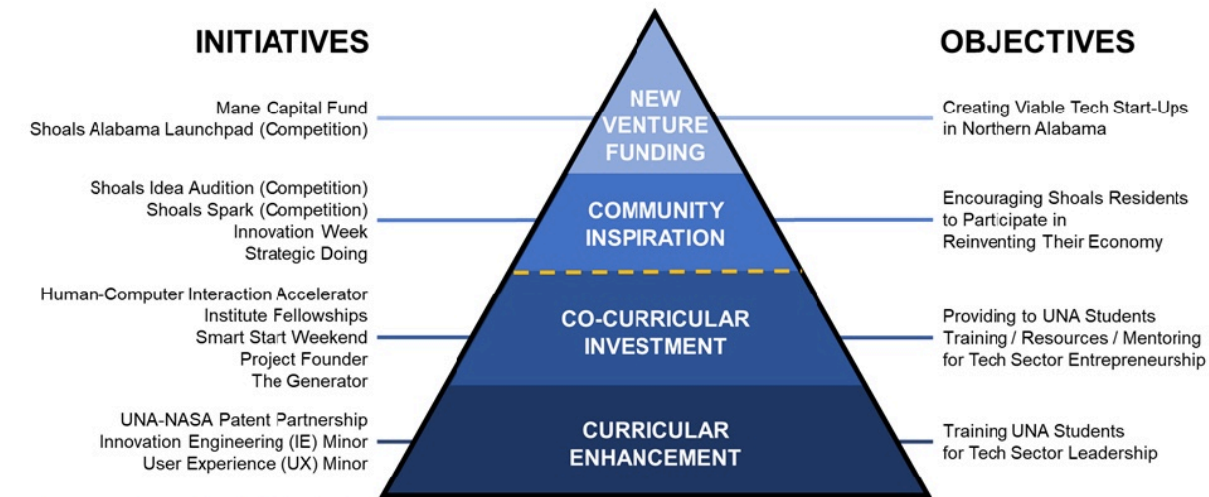 INITIATIVES
OBJECTIVES
Mane Capital Fund
Shoals Alabama Launchpad (Competition)
NEW
VENTURE
FUNDING
Creating Viable Tech Start-Ups
in Northern Alabama
Shoals Idea Audition (Competition)
Shoals Spark (Competition)
Innovation Week
Strategic Doing
COMMUNITY
INSPIRATION
Encouraging Shoals Residents
to Participate in
Reinventing Their Economy
Human-Computer Interaction Accelerator
Institute Fellowships
Smart Start Weekend
Project Founder
The Generator
CO-CURRICULAR
INVESTMENT
Providing to UNA Students
Training / Resources / Mentoring
for Tech Sector Entrepreneurship
UNA-NASA Patent Partnership
Innovation Engineering (IE) Minor
User Experience (UX) Minor
CURRICULAR
ENHANCEMENT
Training UNA Students
for Tech Sector Leadership